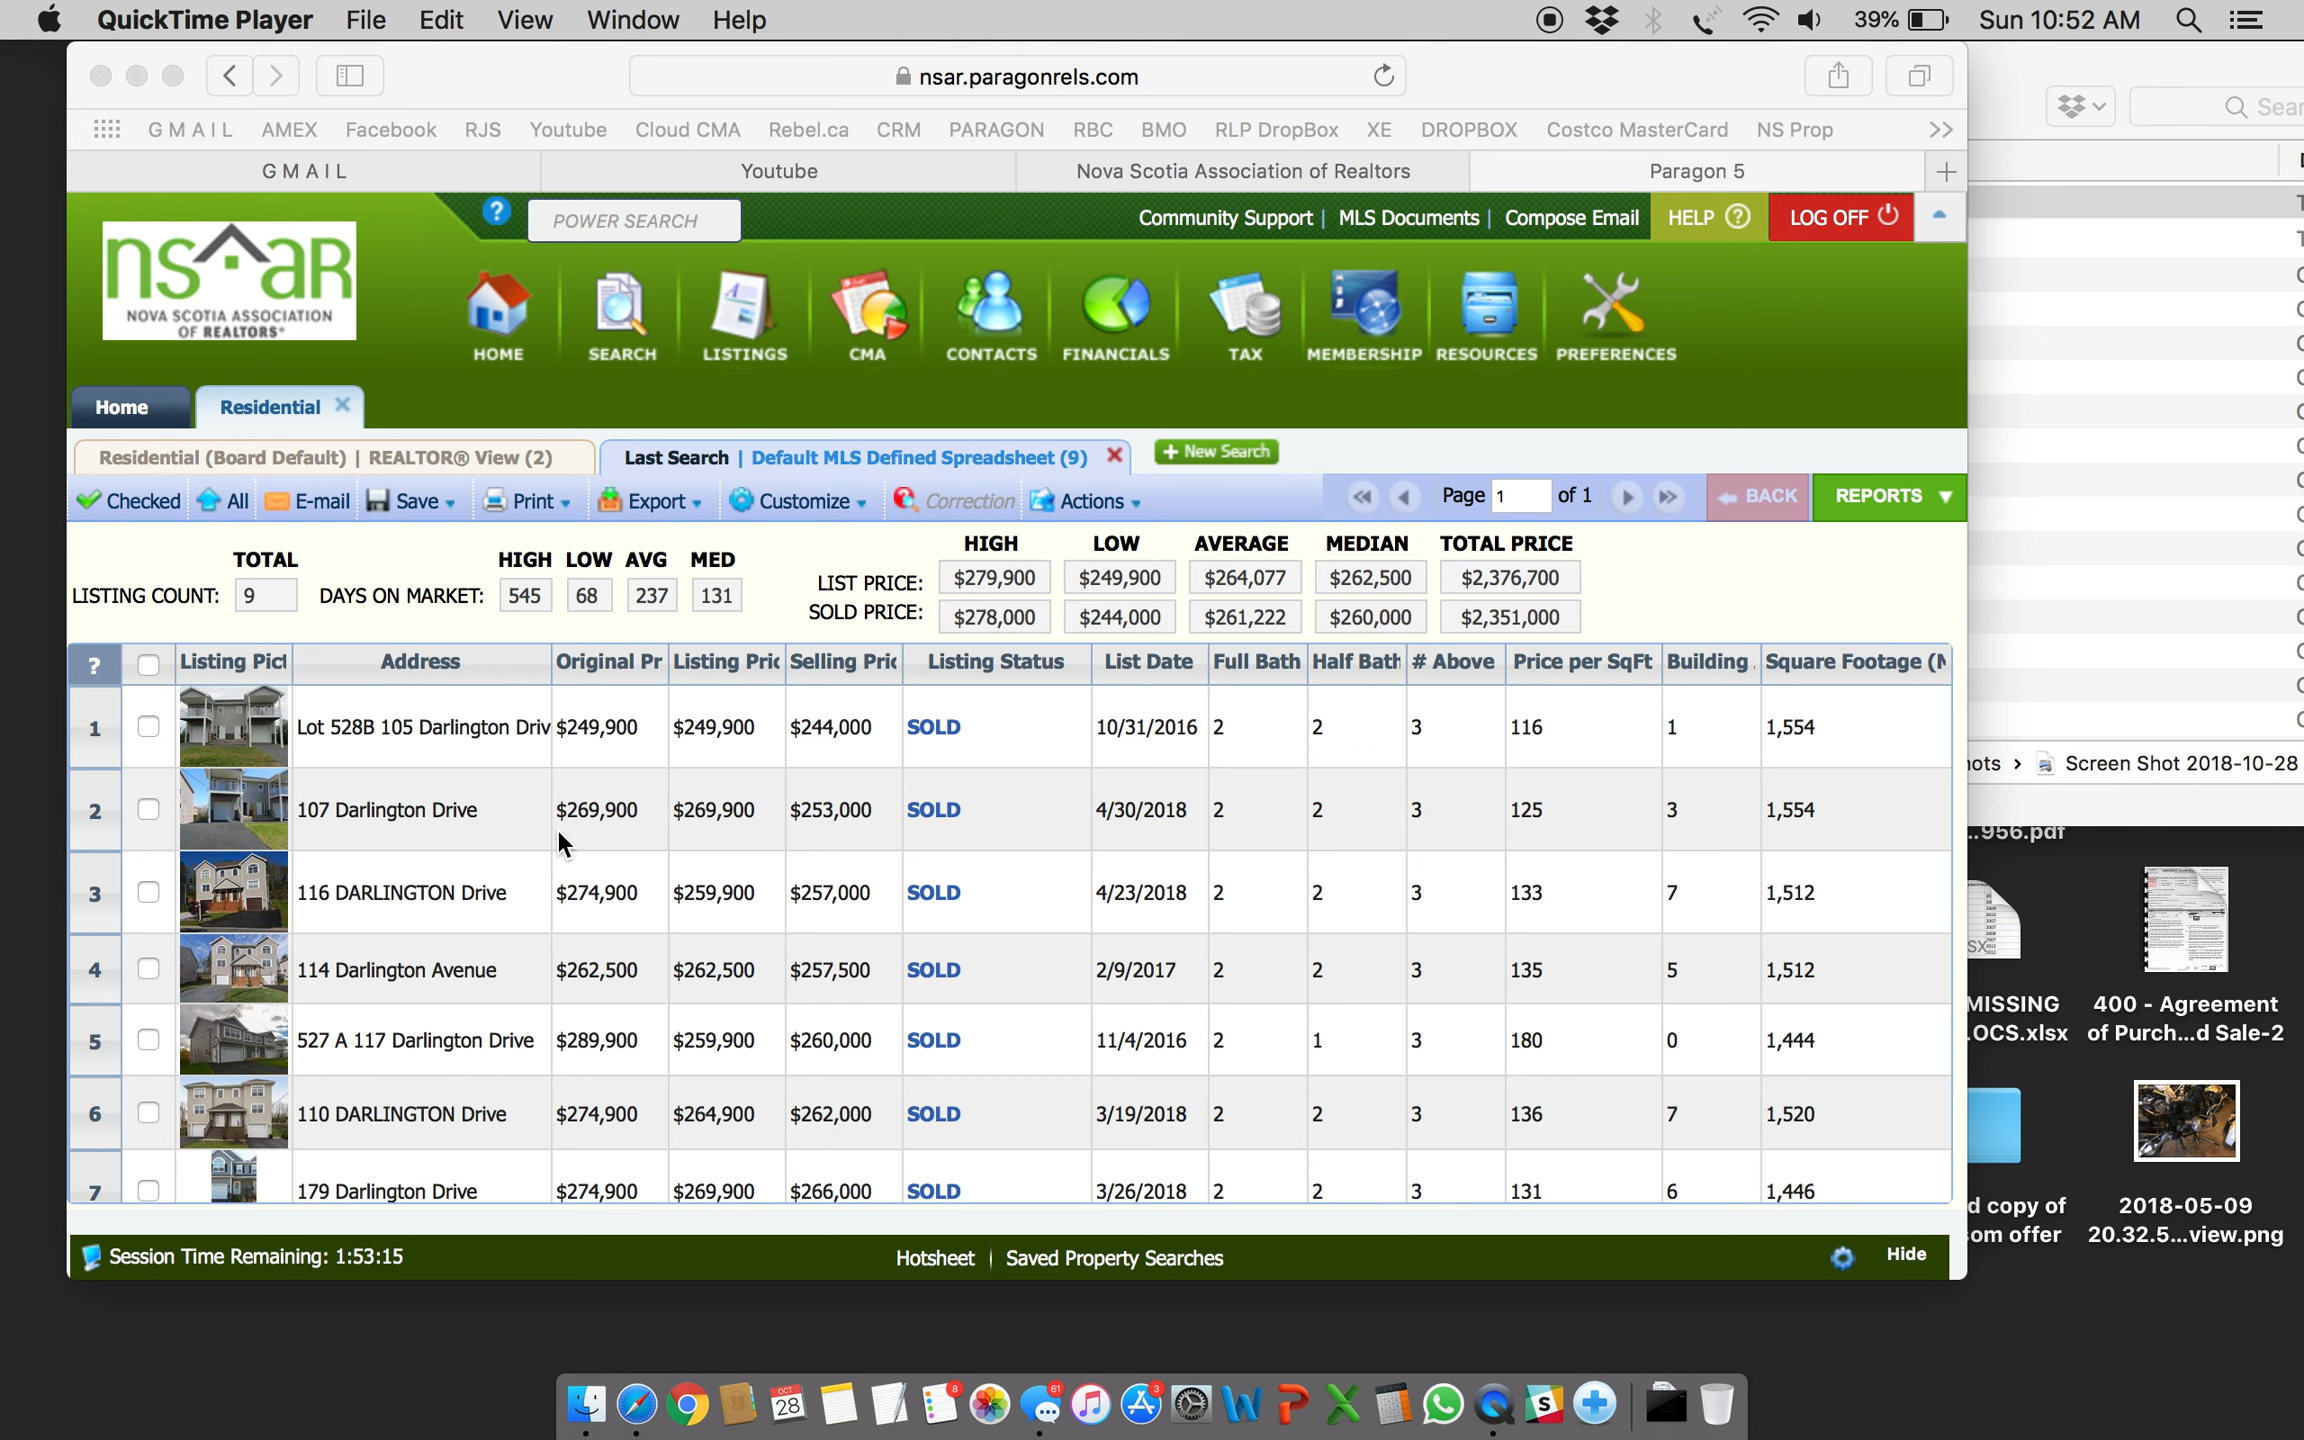 QuickTime Player File Edit View Window Help 39% Sun 10:52 AM
nsar.paragonrels.com
G M A I L AMEX Facebook RJS Youtube Cloud CMA Rebel.ca CRM PARAGON RBC BMO RLP DropBox XE DROPBOX Costco MasterCard NS Prop
G M A I L Youtube Nova Scotia Association of Realtors Paragon 5
POWER SEARCH Community Support | MLS Documents | Compose Email HELP LOG OFF
nsaR
NOVA SCOTIA ASSOCIATION
OF REALTORS®
HOME SEARCH LISTINGS CMA CONTACTS FINANCIALS TAX MEMBERSHIP RESOURCES PREFERENCES
Home Residential
Residential (Board Default) | REALTOR® View (2) Last Search | Default MLS Defined Spreadsheet (9) + New Search
Checked All E-mail Save Print Export Customize Correction Actions Page 1 of 1 BACK REPORTS
HIGH LOW AVERAGE MEDIAN TOTAL PRICE
TOTAL HIGH LOW AVG MED
LIST PRICE: $279,900 $249,900 $264,077 $262,500 $2,376,700
LISTING COUNT: 9 DAYS ON MARKET: 545 68 237 131
SOLD PRICE: $278,000 $244,000 $261,222 $260,000 $2,351,000
? Listing Pict Address Original Pr Listing Pric Selling Pric Listing Status List Date Full Bath Half Bath # Above Price per SqFt Building Square Footage (
1 Lot 528B 105 Darlington Driv $249,900 $249,900 $244,000 SOLD 10/31/2016 2 2 3 116 1 1,554
2 107 Darlington Drive $269,900 $269,900 $253,000 SOLD 4/30/2018 2 2 3 125 3 1,554
3 116 DARLINGTON Drive $274,900 $259,900 $257,000 SOLD 4/23/2018 2 2 3 133 7 1,512
4 114 Darlington Avenue $262,500 $262,500 $257,500 SOLD 2/9/2017 2 2 3 135 5 1,512
5 527 A 117 Darlington Drive $289,900 $259,900 $260,000 SOLD 11/4/2016 2 1 3 180 0 1,444
6 110 DARLINGTON Drive $274,900 $264,900 $262,000 SOLD 3/19/2018 2 2 3 136 7 1,520
7 179 Darlington Drive $274,900 $269,900 $266,000 SOLD 3/26/2018 2 2 3 131 6 1,446
Session Time Remaining: 1:53:15 Hotsheet | Saved Property Searches Hide
Sear
ots › Screen Shot 2018-10-28
..956.pdf
MISSING
.OCS.xlsx
400 - Agreement
of Purch...d Sale-2
d copy of
om offer
2018-05-09
20.32.5...view.png
OCT
28
8
61
3